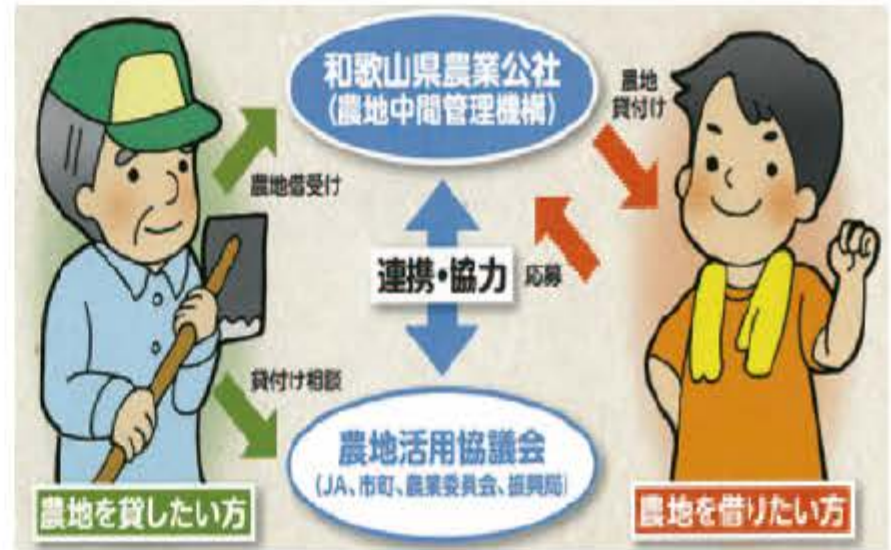 和歌山県農業公社
(農地中間管理機構)
農地
貸付け
農地借受け
連携・協力
応募
貸付け相談
農地活用協議会
(JA、市町、農業委員会、振興局)
農地を貸したい方
農地を借りたい方